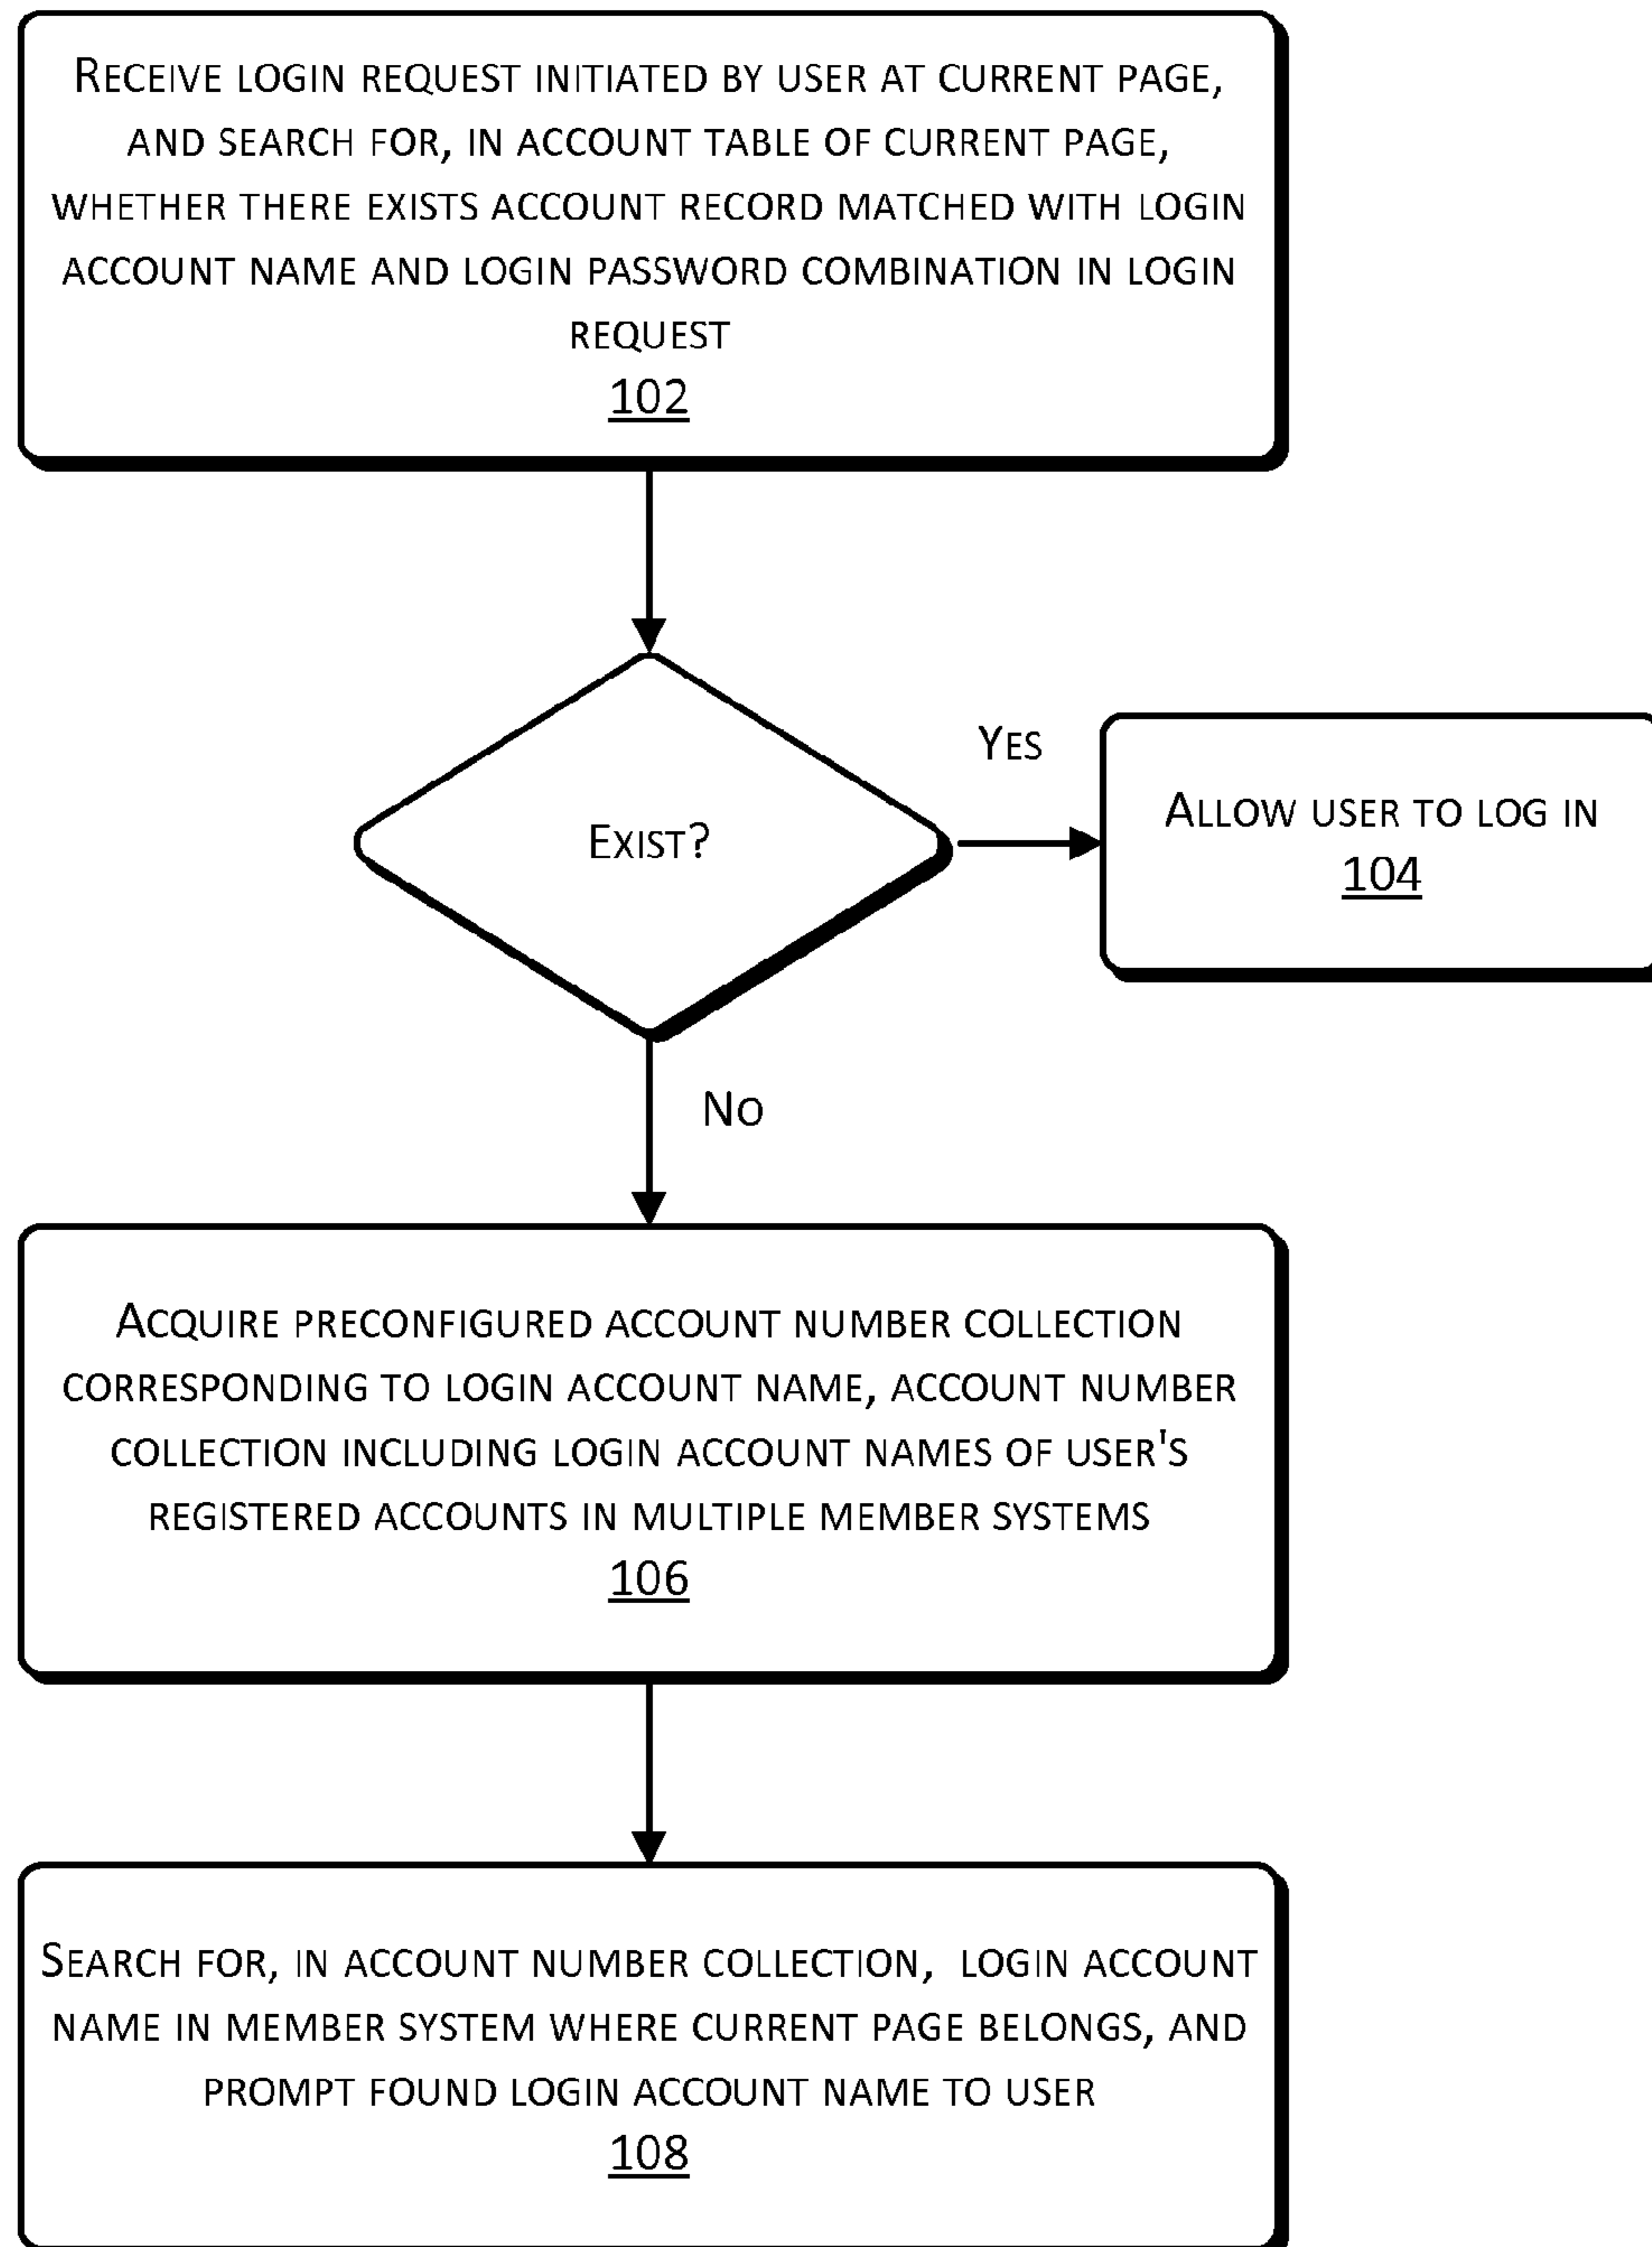 Receive login request initiated by user at current page,
and search for, in account table of current page,
whether there exists account record matched with login
account name and login password combination in login
request
102
Exist?
Yes
Allow user to log in
104
No
Acquire preconfigured account number collection
corresponding to login account name, account number
collection including login account names of user's
registered accounts in multiple member systems
106
Search for, in account number collection, login account
name in member system where current page belongs, and
prompt found login account name to user
108